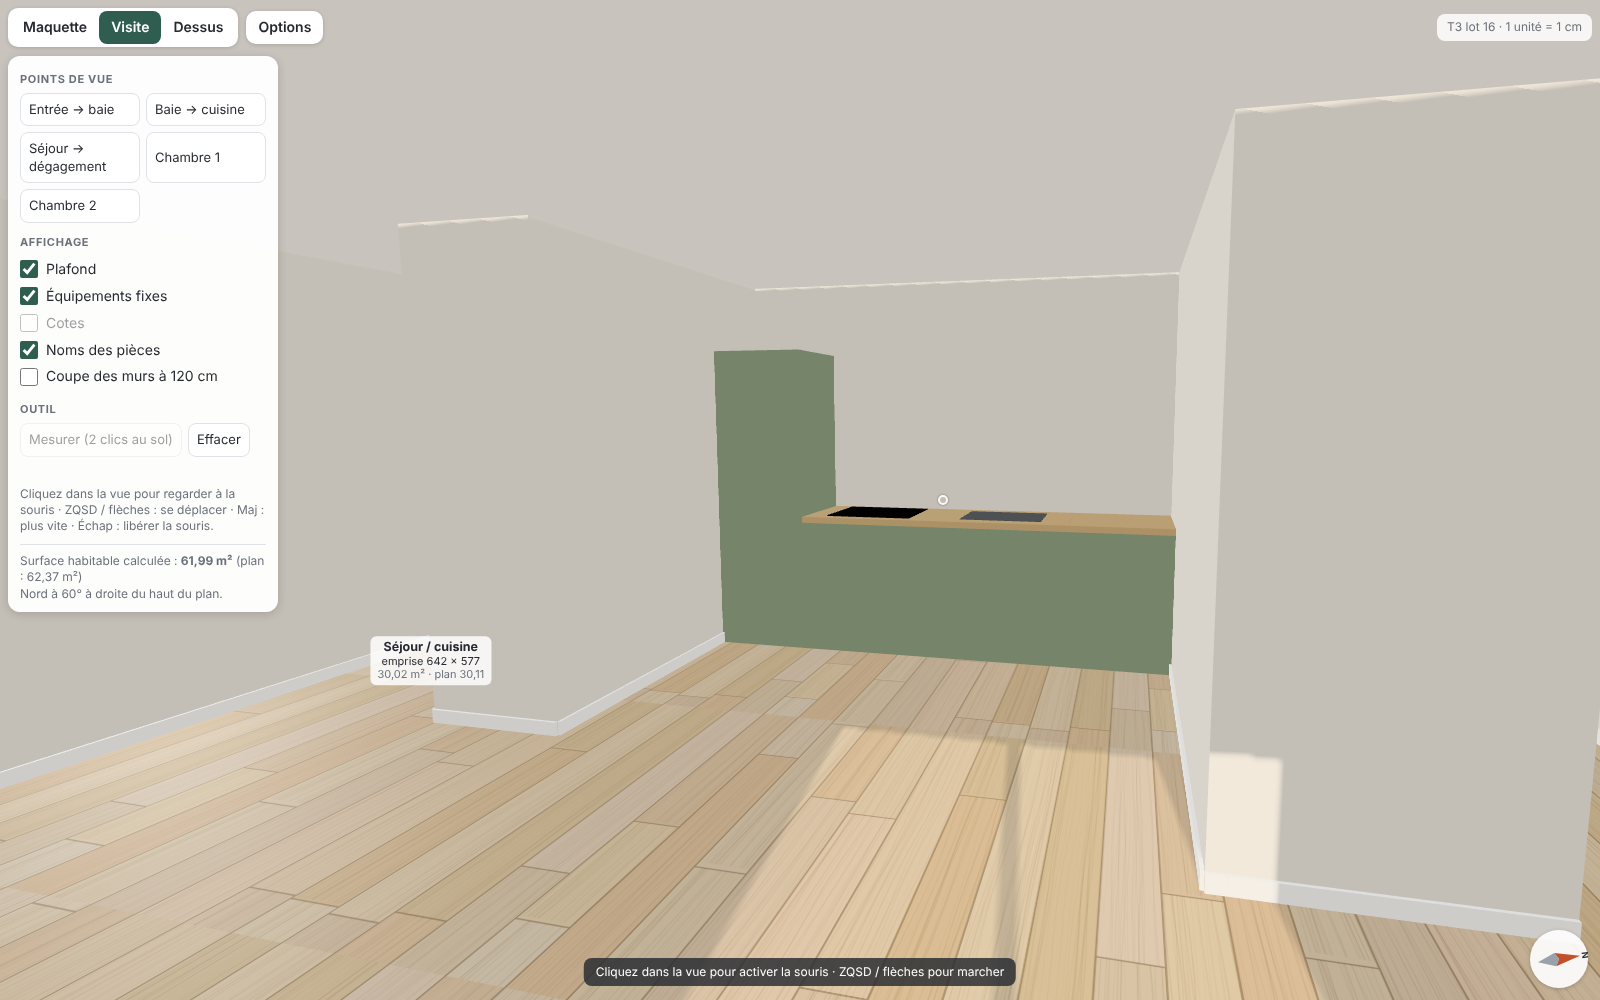 Maquette
Visite
Dessus
Options
T3 lot 16 · 1 unité = 1 cm
POINTS DE VUE
Entrée → baie
Baie → cuisine
Séjour →
dégagement
Chambre 1
Chambre 2
AFFICHAGE
Plafond
Équipements fixes
Cotes
Noms des pièces
Coupe des murs à 120 cm
OUTIL
Mesurer (2 clics au sol)
Effacer
Cliquez dans la vue pour regarder à la
souris · ZQSD / flèches : se déplacer · Maj :
plus vite · Échap : libérer la souris.
Surface habitable calculée : 61,99 m² (plan
: 62,37 m²)
Nord à 60° à droite du haut du plan.
Séjour / cuisine
emprise 642 × 577
30,02 m² · plan 30,11
Cliquez dans la vue pour activer la souris · ZQSD / flèches pour marcher
N